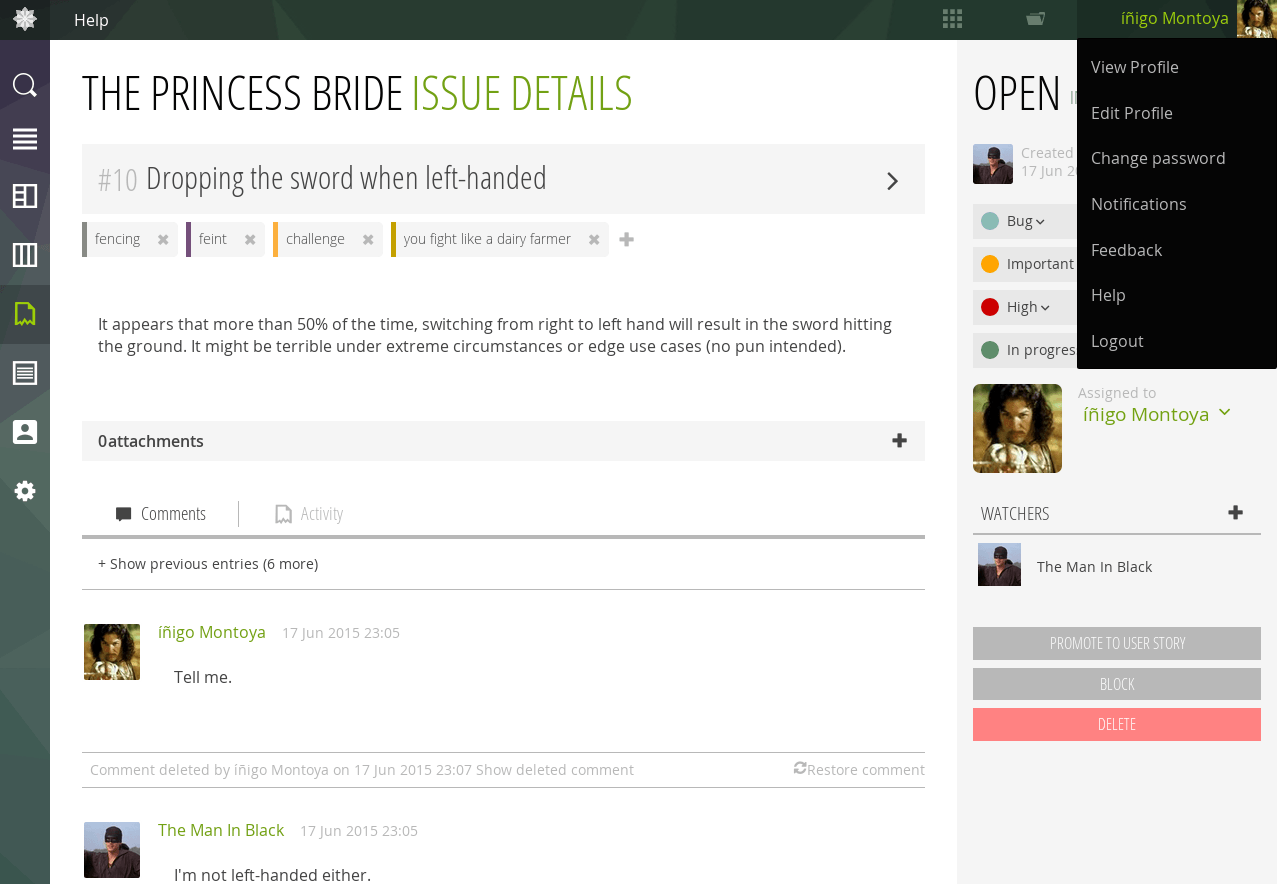 Help
íñigo Montoya
View Profile
Edit Profile
Change password
Notifications
Feedback
Help
Logout
THE PRINCESS BRIDE ISSUE DETAILS
#10 Dropping the sword when left-handed
fencing
feint
challenge
you fight like a dairy farmer
It appears that more than 50% of the time, switching from right to left hand will result in the sword hitting
the ground. It might be terrible under extreme circumstances or edge use cases (no pun intended).
0 attachments
Comments
Activity
+ Show previous entries (6 more)
íñigo Montoya 17 Jun 2015 23:05
Tell me.
Comment deleted by íñigo Montoya on 17 Jun 2015 23:07 Show deleted comment
Restore comment
The Man In Black 17 Jun 2015 23:05
I'm not left-handed either.
OPEN
Created
17 Jun
Bug
Important
High
In progres
Assigned to
íñigo Montoya
WATCHERS
The Man In Black
PROMOTE TO USER STORY
BLOCK
DELETE